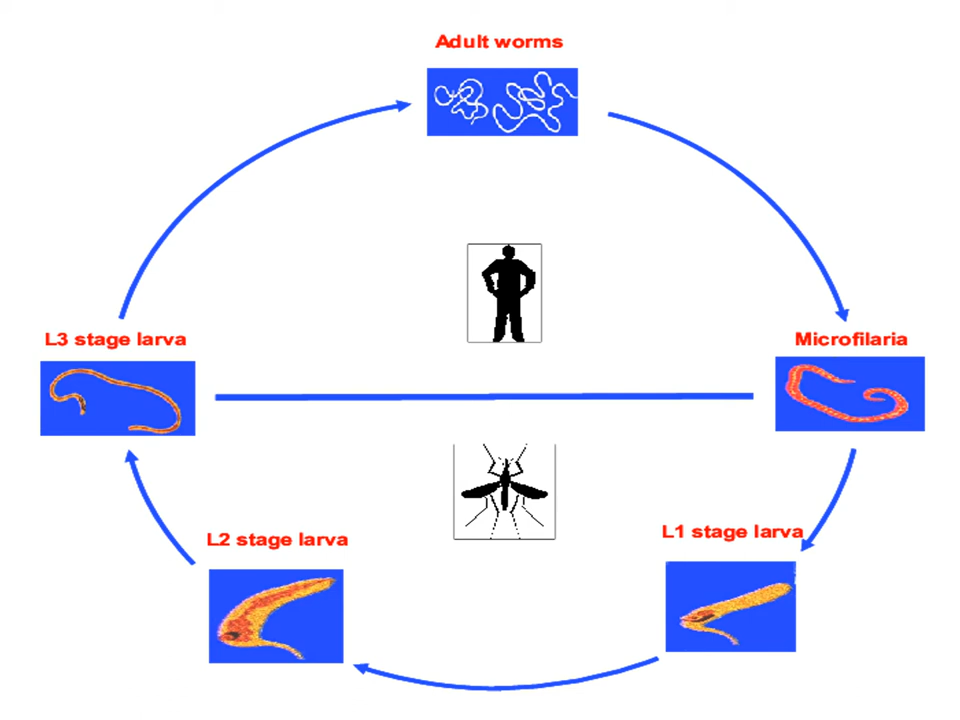 Adult worms
L3 stage larva
Microfilaria
L2 stage larva
L1 stage larva